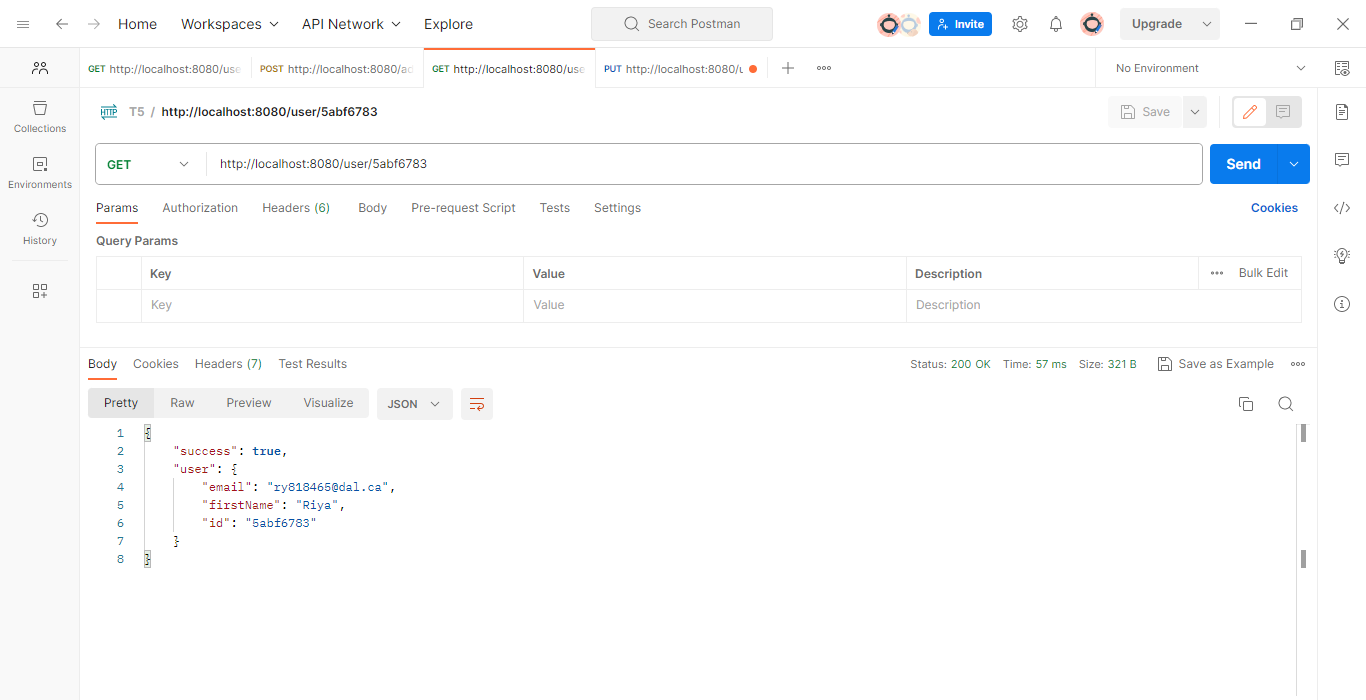 Home Workspaces API Network Explore Search Postman Invite Upgrade
GET http://localhost:8080/use POST http://localhost:8080/ad GET http://localhost:8080/use PUT http://localhost:8080/u No Environment
HTTP T5 / http://localhost:8080/user/5abf6783 Save
Collections
Environments
History
GET http://localhost:8080/user/5abf6783 Send
Params Authorization Headers (6) Body Pre-request Script Tests Settings Cookies
Query Params
Key Value Description Bulk Edit
Key Value Description
Body Cookies Headers (7) Test Results Status: 200 OK Time: 57 ms Size: 321 B Save as Example
Pretty Raw Preview Visualize JSON
1 {
2 "success": true,
3 "user": {
4 "email": "ry818465@dal.ca",
5 "firstName": "Riya",
6 "id": "5abf6783"
7 }
8 }